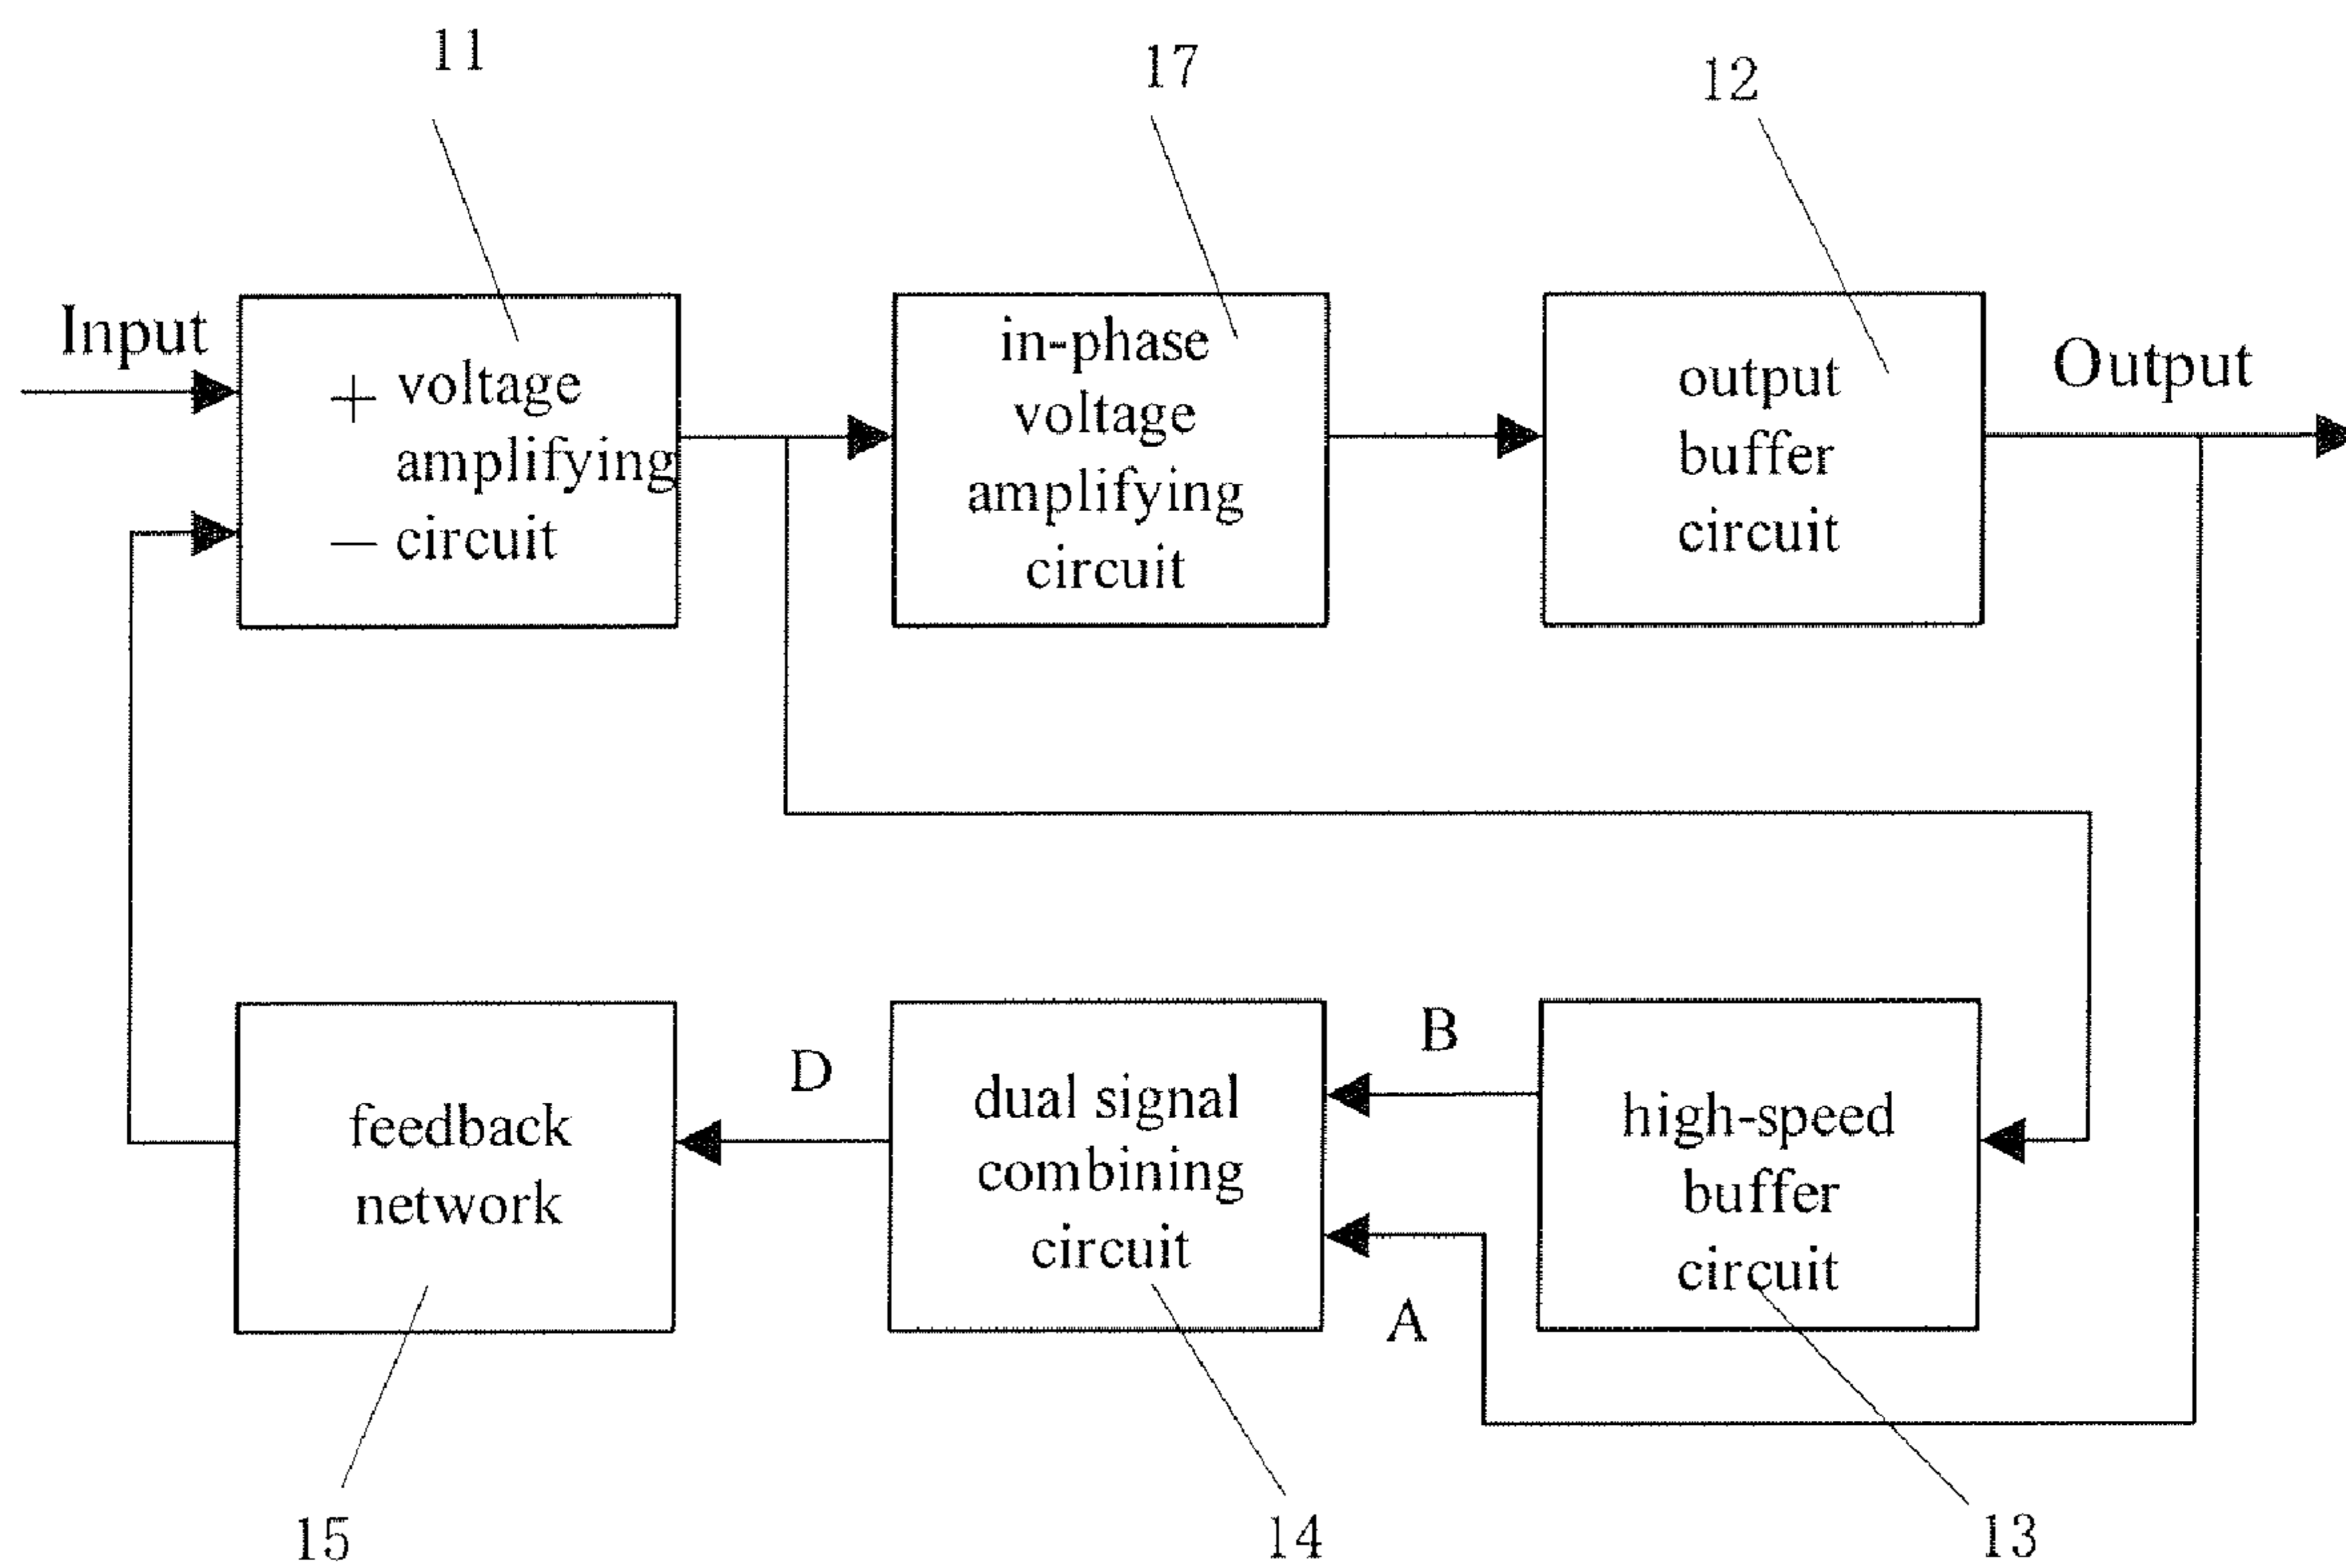 11
17
12
Input
+ voltage
amplifying
− circuit
in-phase
voltage
amplifying
circuit
output
buffer
circuit
Output
feedback
network
D
dual signal
combining
circuit
B
A
high-speed
buffer
circuit
15
14
13